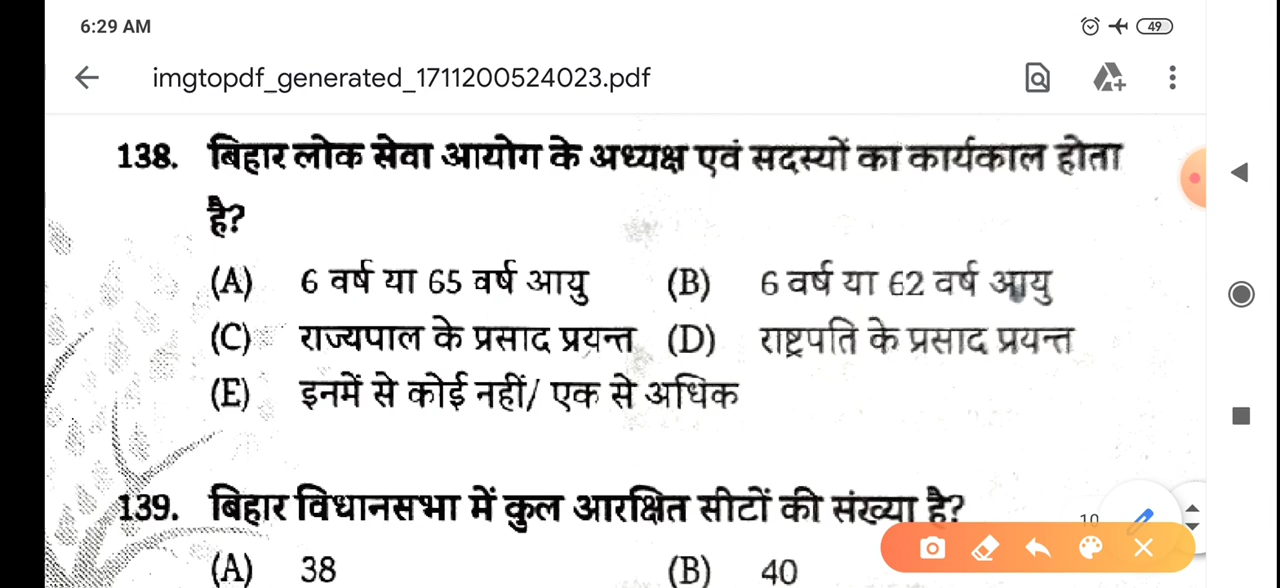 6:29 AM
49
imgtopdf_generated_1711200524023.pdf
138. बिहार लोक सेवा आयोग के अध्यक्ष एवं सदस्यों का कार्यकाल होता
है?
(A) 6 वर्ष या 65 वर्ष आयु (B) 6 वर्ष या 62 वर्ष आयु
(C) राज्यपाल के प्रसाद प्रयन्त (D) राष्ट्रपति के प्रसाद प्रयन्त
(E) इनमें से कोई नहीं/ एक से अधिक
139. बिहार विधानसभा में कुल आरक्षित सीटों की संख्या है?
10
(A) 38 (B) 40